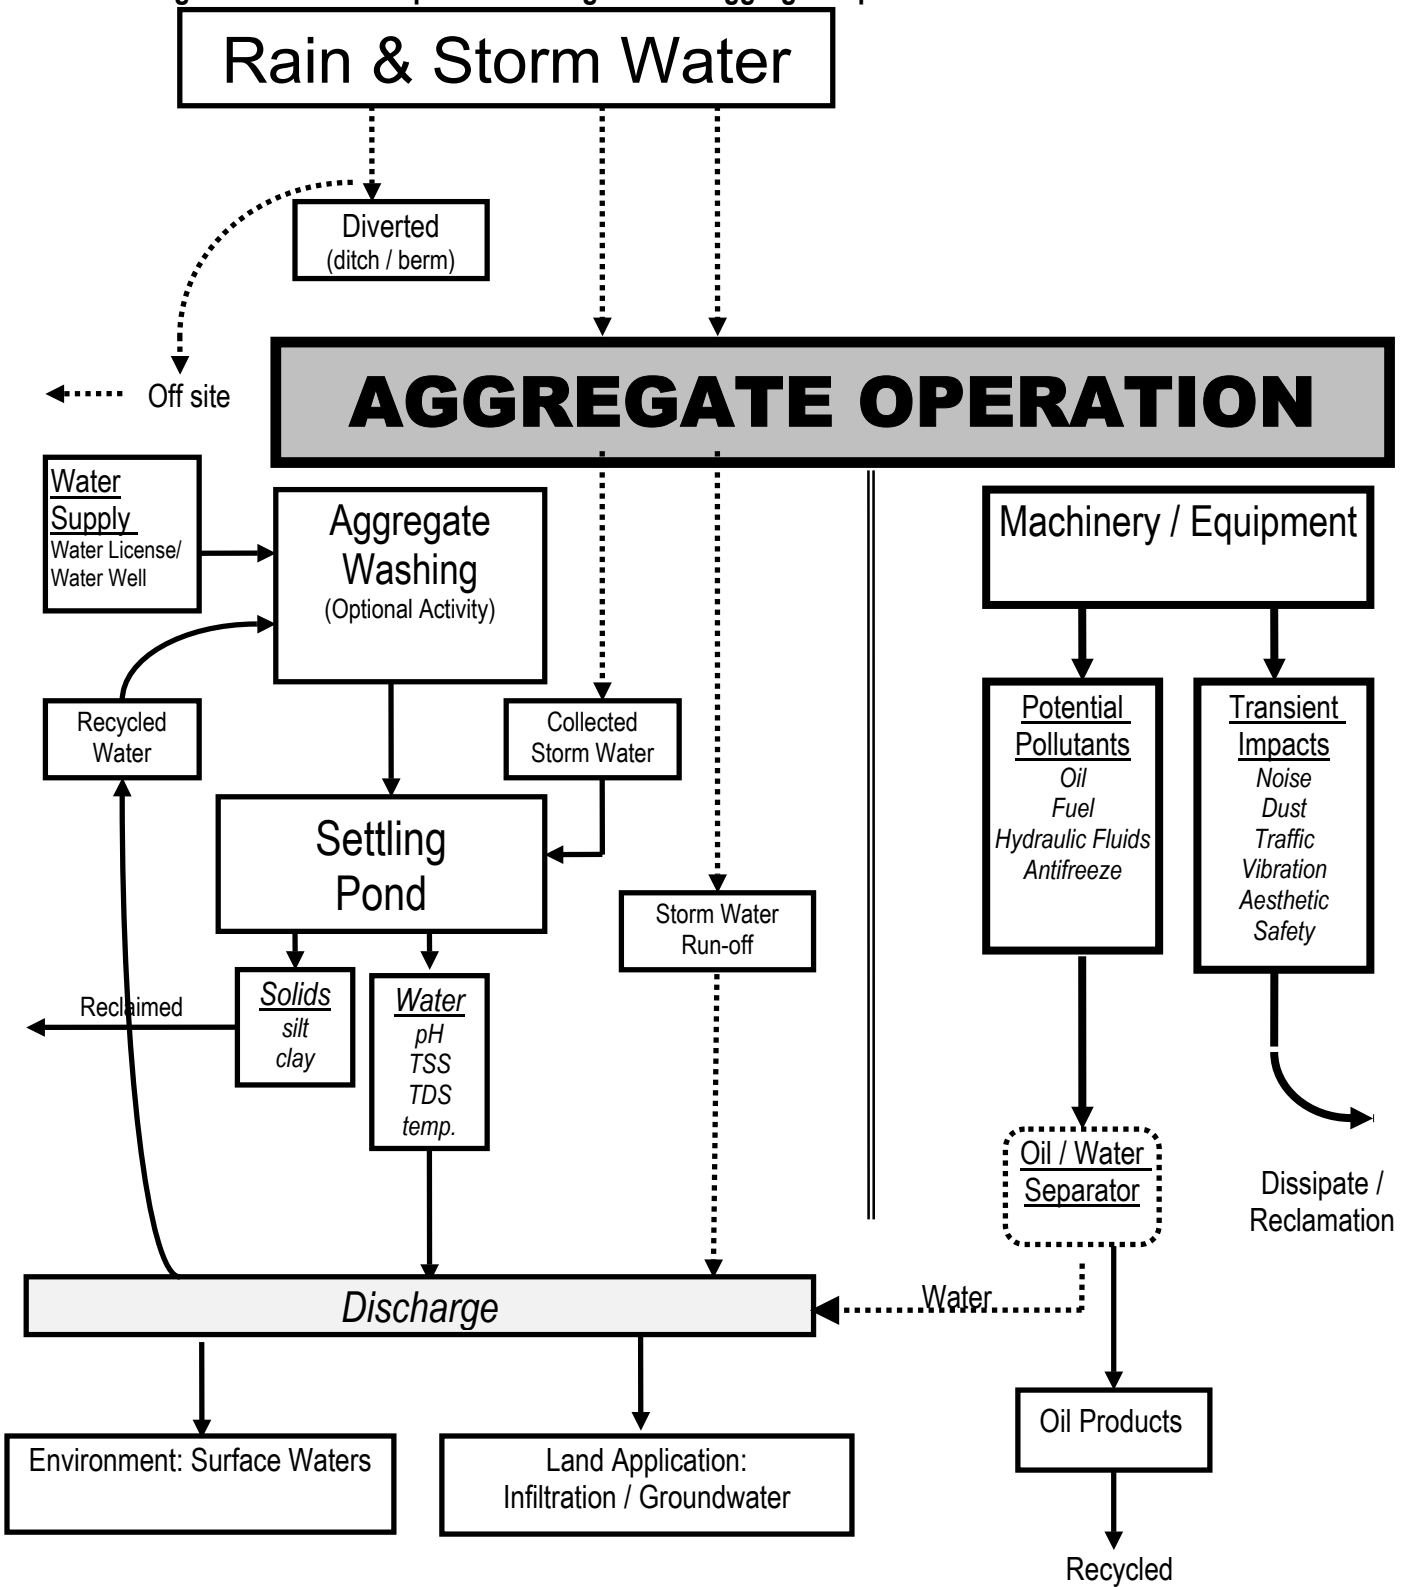 Rain & Storm Water
Diverted
(ditch / berm)
Off site
AGGREGATE OPERATION
Water
Supply
Water License/
Water Well
Aggregate
Washing
(Optional Activity)
Machinery / Equipment
Recycled
Water
Collected
Storm Water
Potential
Pollutants
Oil
Fuel
Hydraulic Fluids
Antifreeze
Transient
Impacts
Noise
Dust
Traffic
Vibration
Aesthetic
Safety
Settling
Pond
Storm Water
Run-off
Reclaimed
Solids
silt
clay
Water
pH
TSS
TDS
temp.
Oil / Water
Separator
Dissipate /
Reclamation
Discharge
Water
Oil Products
Environment: Surface Waters
Land Application:
Infiltration / Groundwater
Recycled